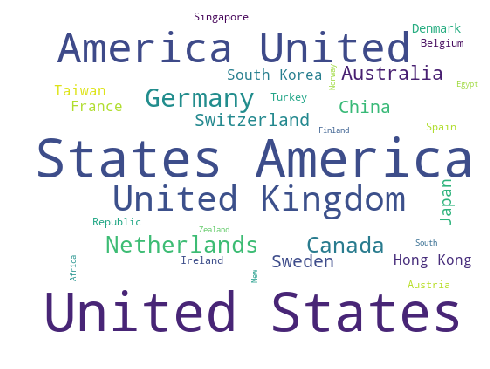 Singapore
Denmark
America United
Belgium
South Korea
Australia
Norway
Egypt
Taiwan
Germany
Turkey
France
China
Switzerland
Spain
Finland
States America
United Kingdom
Japan
Republic
Zealand
Netherlands
Canada
South
Ireland
Sweden
Hong Kong
Africa
New
Austria
United States